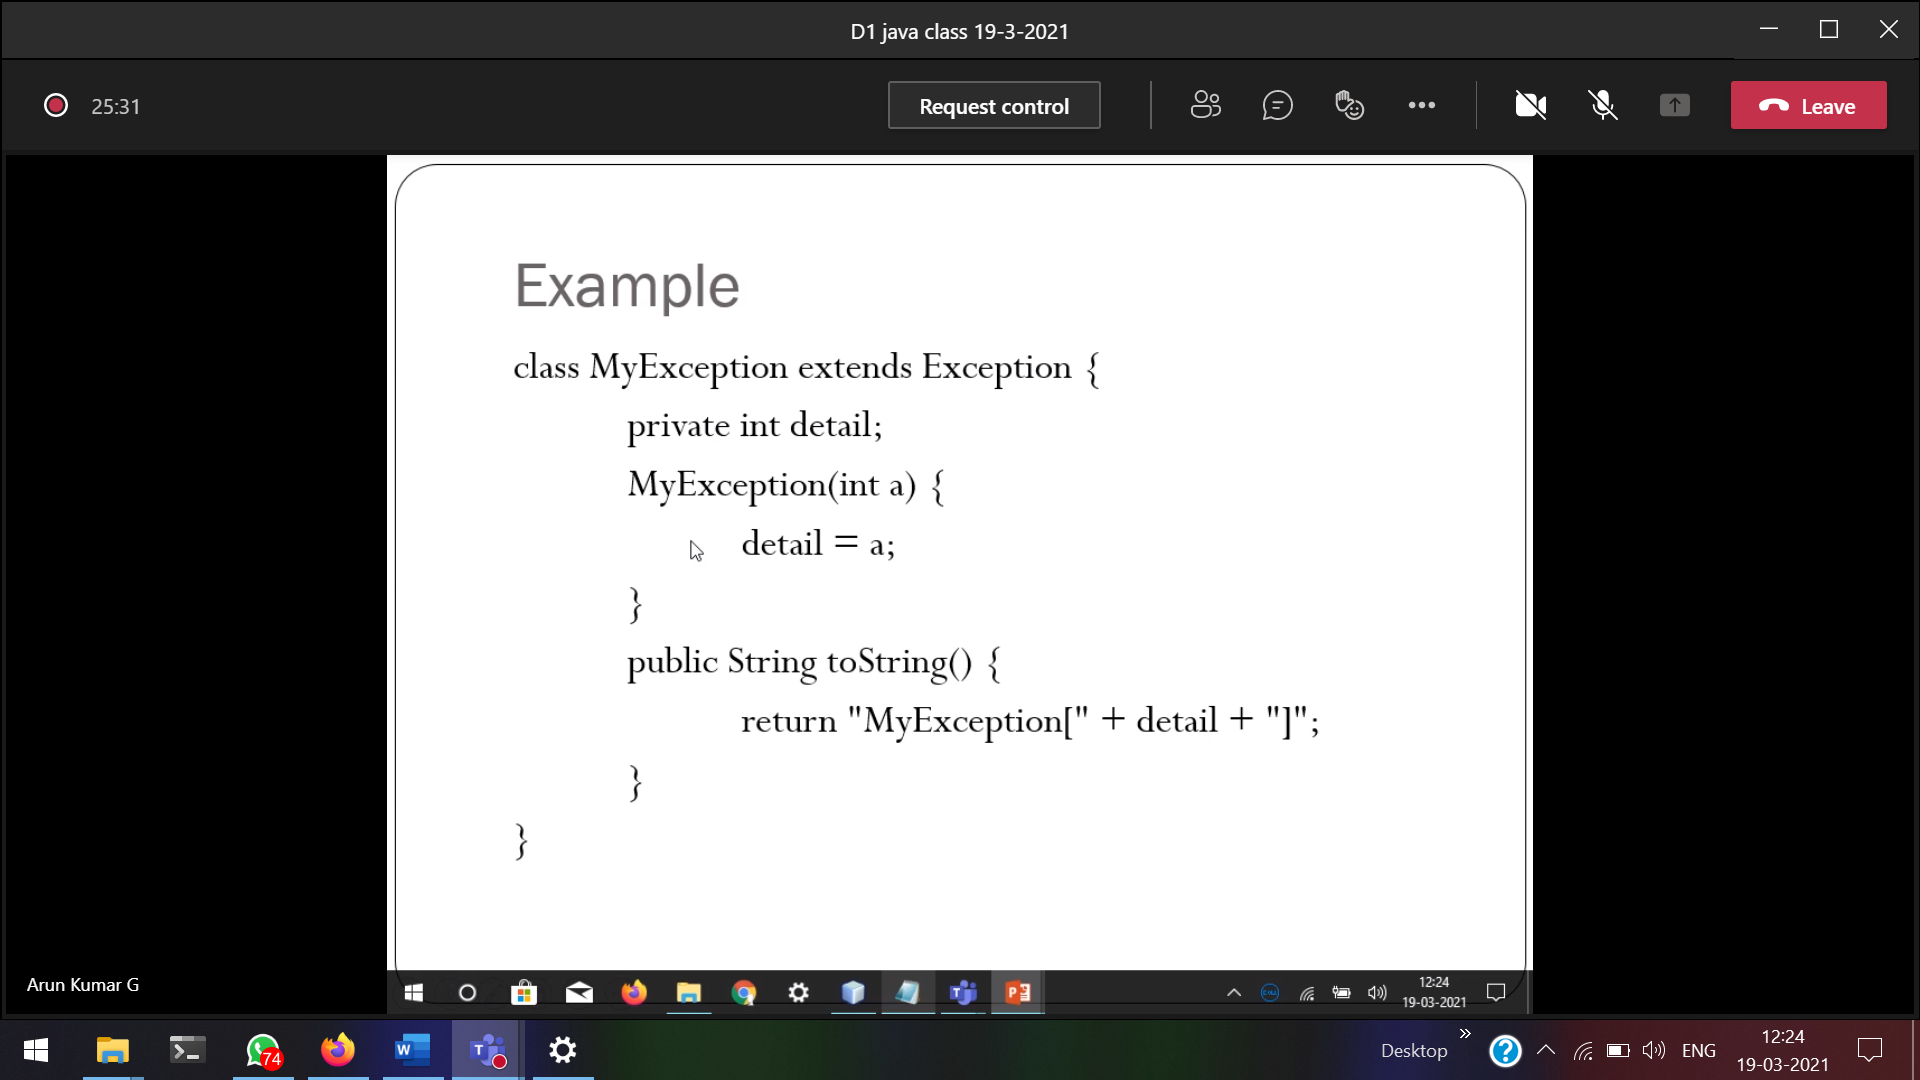 D1 java class 19-3-2021
25:31
Request control
Leave
Example
class MyException extends Exception {
private int detail;
MyException(int a) {
detail = a;
}
public String toString() {
return "MyException[" + detail + "]";
}
}
Arun Kumar G
12:24
19-03-2021
74
Desktop
ENG
12:24
19-03-2021